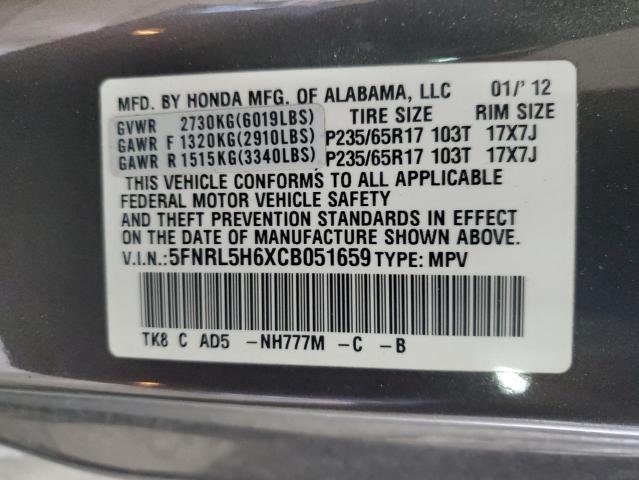 MFD. BY HONDA MFG. OF ALABAMA, LLC 01/'12
TIRE SIZE RIM SIZE
GVWR 2730KG(6019LBS)
GAWR F 1320KG(2910LBS) P235/65R17 103T 17X7J
GAWR R 1515KG(3340LBS) P235/65R17 103T 17X7J
THIS VEHICLE CONFORMS TO ALL APPLICABLE
FEDERAL MOTOR VEHICLE SAFETY
AND THEFT PREVENTION STANDARDS IN EFFECT
ON THE DATE OF MANUFACTURE SHOWN ABOVE.
V.I.N.:5FNRL5H6XCB051659 TYPE: MPV
TK8 C AD5 -NH777M -C -B